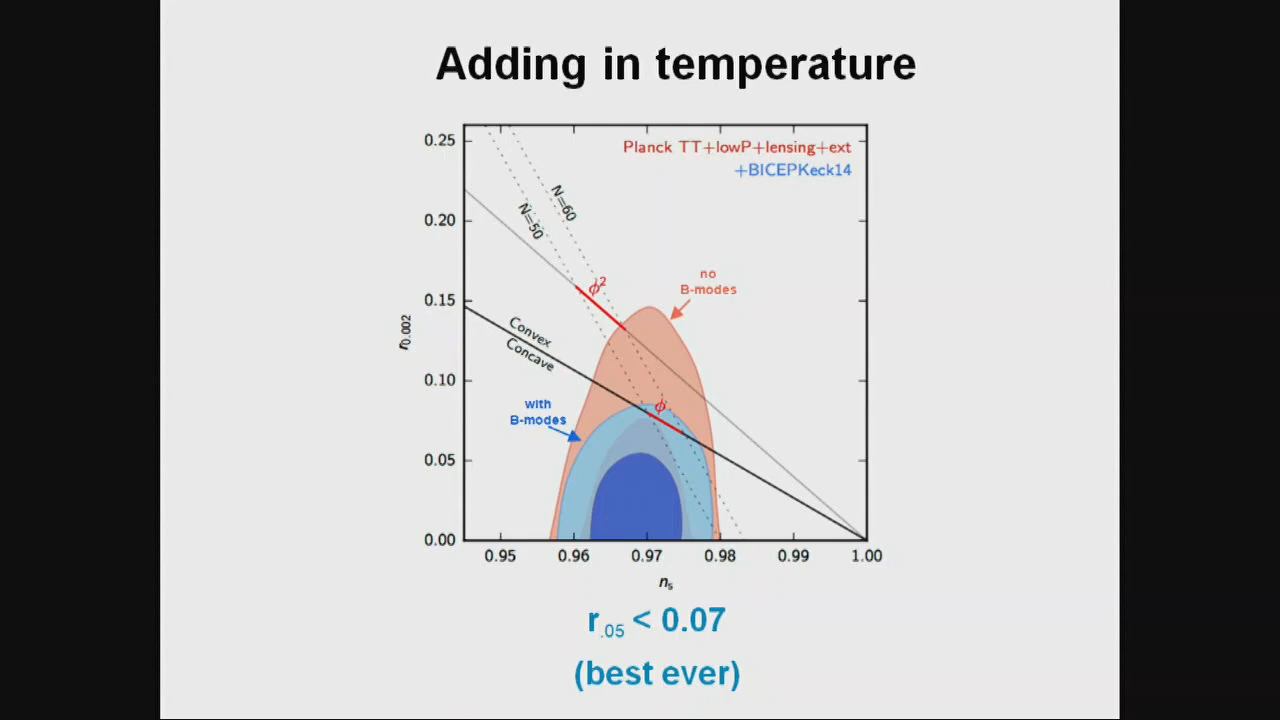 Adding in temperature
Planck TT+lowP+lensing+ext
+BICEPKeck14
0.25
0.20
0.15
0.10
0.05
0.00
r0.002
N=60
N=50
ϕ2
no
B-modes
Convex
Concave
with
B-modes
ϕ
0.95 0.96 0.97 0.98 0.99 1.00
ns
r.05 < 0.07
(best ever)